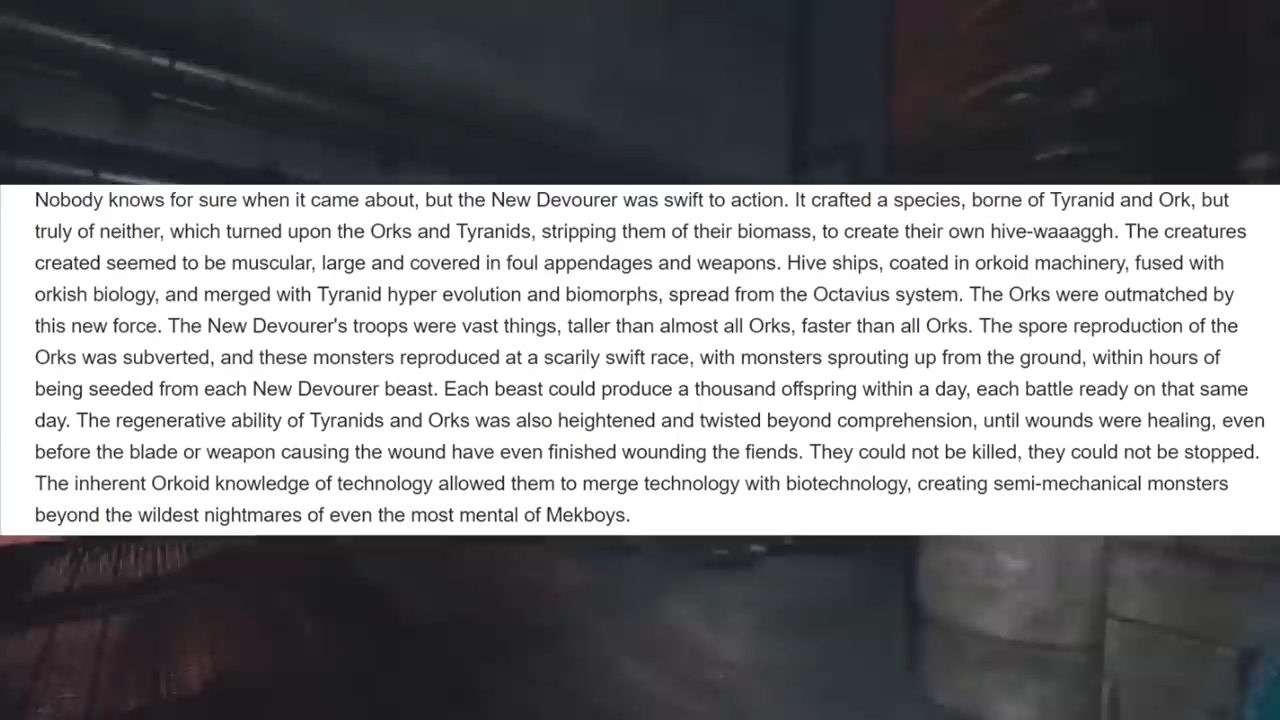 Nobody knows for sure when it came about, but the New Devourer was swift to action. It crafted a species, borne of Tyranid and Ork, but
truly of neither, which turned upon the Orks and Tyranids, stripping them of their biomass, to create their own hive-waaaggh. The creatures
created seemed to be muscular, large and covered in foul appendages and weapons. Hive ships, coated in orkoid machinery, fused with
orkish biology, and merged with Tyranid hyper evolution and biomorphs, spread from the Octavius system. The Orks were outmatched by
this new force. The New Devourer's troops were vast things, taller than almost all Orks, faster than all Orks. The spore reproduction of the
Orks was subverted, and these monsters reproduced at a scarily swift race, with monsters sprouting up from the ground, within hours of
being seeded from each New Devourer beast. Each beast could produce a thousand offspring within a day, each battle ready on that same
day. The regenerative ability of Tyranids and Orks was also heightened and twisted beyond comprehension, until wounds were healing, even
before the blade or weapon causing the wound have even finished wounding the fiends. They could not be killed, they could not be stopped.
The inherent Orkoid knowledge of technology allowed them to merge technology with biotechnology, creating semi-mechanical monsters
beyond the wildest nightmares of even the most mental of Mekboys.